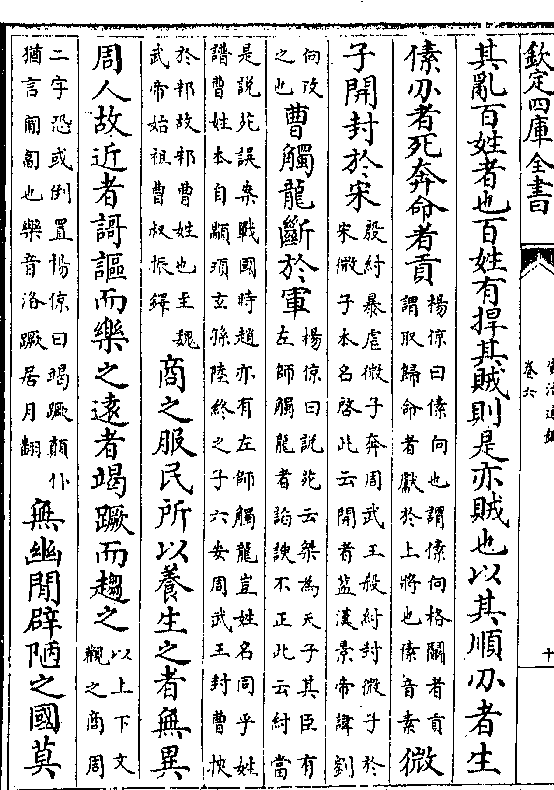 欽定四庫全書
卷六
十
其亂百姓者也百姓有捍其賊則是亦賊也以其順刃者生
傃刃者死奔命者貢
楊倞曰傃向也謂傃向格鬬者貢
謂取歸命者獻於上將也傃音素
微
子開封於宋
殷紂暴虐微子奔周武王殺紂封微子於
宋微子本名啓此云開者盖漢景帝諱劉
向改
之也
曹觸龍斷於軍
楊倞曰説苑云桀為天子其臣有
左師觸龍者諂諛不正此云紂當
是説苑誤案戰國時趙亦有左師觸龍豈姓名同乎姓
譜曹姓本自顓頊玄孫陸終之子六安周武王封曹挾
於邾故邾曹姓也至魏
武帝始祖曹叔振鐸
商之服民所以養生之者無異
周人故近者謌謳而樂之遠者竭蹶而趨之
以上下文
觀之商周
二字恐或倒置楊倞曰竭蹶顛仆
猶言匍匐也樂音洛蹶居月翻
無幽閒辟陋之國莫